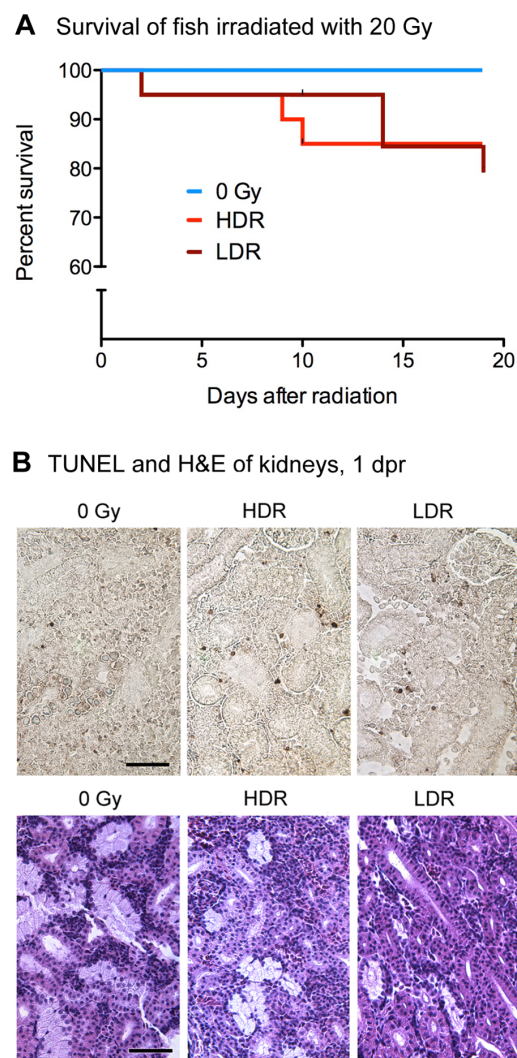 A Survival of fish irradiated with 20 Gy
100
90
80
70
60
Percent survival
0 Gy
HDR
LDR
0 5 10 15 20
Days after radiation
B TUNEL and H&E of kidneys, 1 dpr
0 Gy HDR LDR
0 Gy HDR LDR